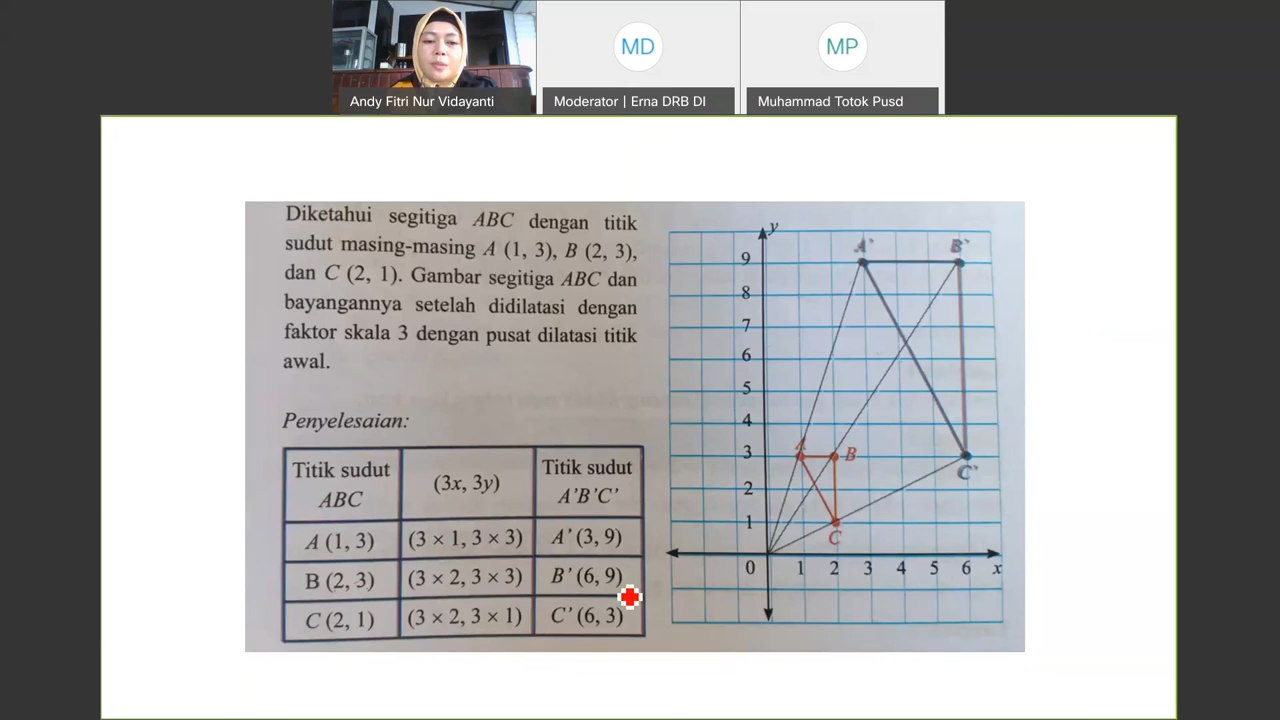 Andy Fitri Nur Vidayanti
MD
Moderator | Erna DRB DI
MP
Muhammad Totok Pusd
Diketahui segitiga ABC dengan titik
sudut masing-masing A (1, 3), B (2, 3),
dan C (2, 1). Gambar segitiga ABC dan
bayangannya setelah didilatasi dengan
faktor skala 3 dengan pusat dilatasi titik
awal.
Penyelesaian:
Titik sudut ABC (3x, 3y) Titik sudut A'B'C'
A (1, 3) (3 × 1, 3 × 3) A' (3, 9)
B (2, 3) (3 × 2, 3 × 3) B' (6, 9)
C (2, 1) (3 × 2, 3 × 1) C' (6, 3)
y
A' B'
9
8
7
6
5
4
3 A B C'
2
1 C
0 1 2 3 4 5 6 x